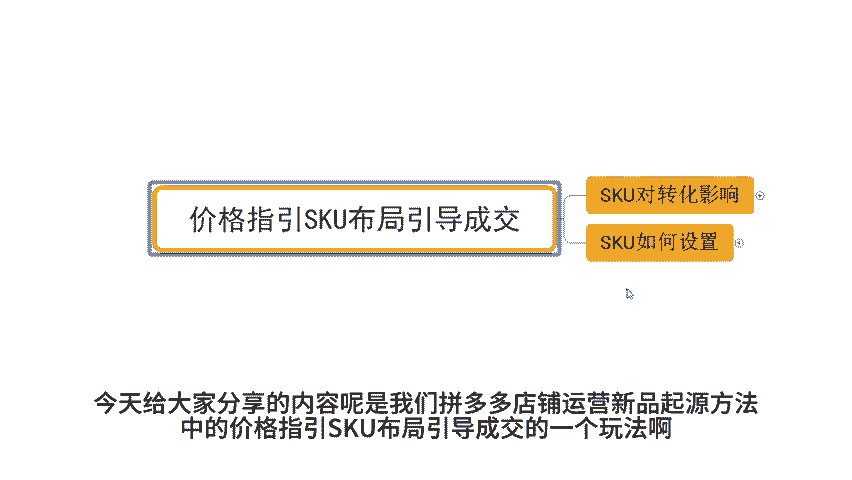 价格指引SKU布局引导成交
SKU对转化影响
SKU如何设置
今天给大家分享的内容呢是我们拼多多店铺运营新品起源方法
中的价格指引SKU布局引导成交的一个玩法啊